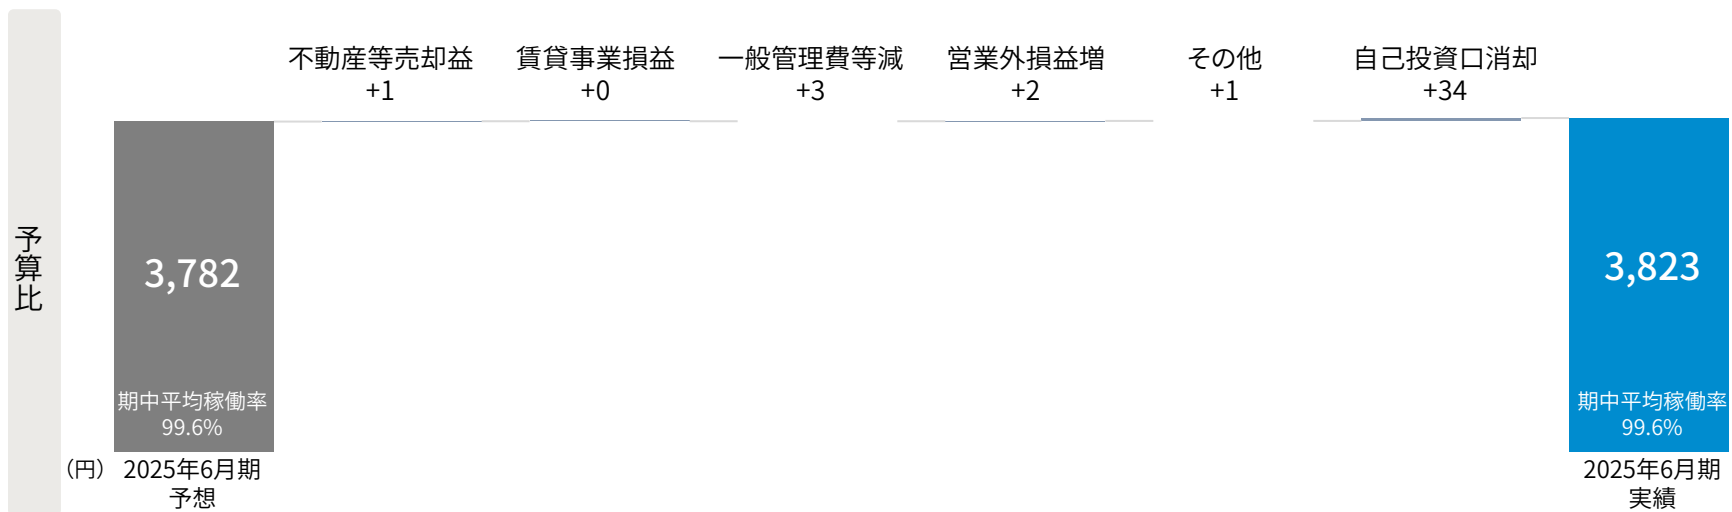 予算比
不動産等売却益
+1
賃貸事業損益
+0
一般管理費等減
+3
営業外損益増
+2
その他
+1
自己投資口消却
+34
3,782
期中平均稼働率
99.6%
3,823
期中平均稼働率
99.6%
（円）
2025年6月期
予想
2025年6月期
実績